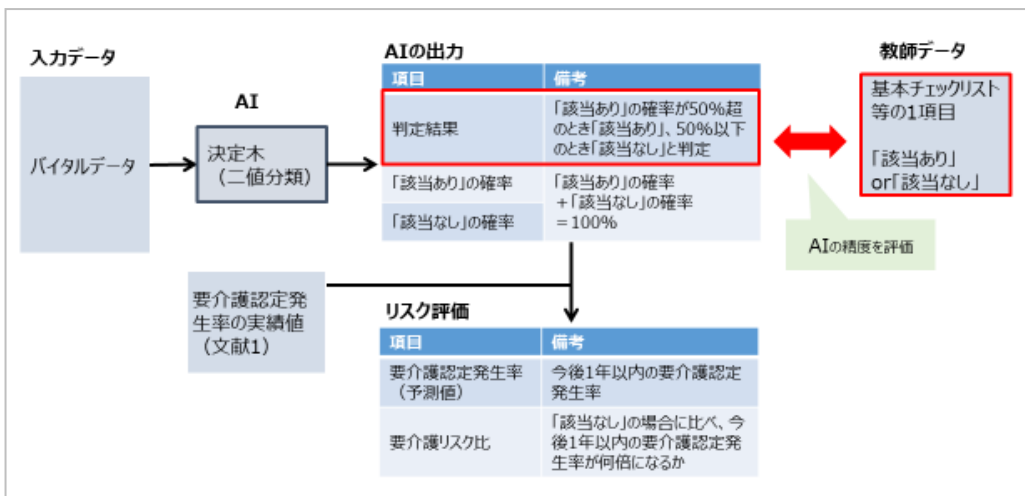 入力データ
バイタルデータ
AI
決定木
（二値分類）
AIの出力
項目
備考
判定結果
「該当あり」の確率が50%超
のとき「該当あり」、50%以下
のとき「該当なし」と判定
「該当あり」の確率
「該当なし」の確率
「該当あり」の確率
+「該当なし」の確率
=100%
教師データ
基本チェックリスト
等の1項目
「該当あり」
or「該当なし」
AIの精度を評価
要介護認定発
生率の実績値
（文献1）
リスク評価
項目
備考
要介護認定発生率
（予測値）
今後1年以内の要介護認定
発生率
要介護リスク比
「該当なし」の場合に比べ、今
後1年以内の要介護認定発
生率が何倍になるか